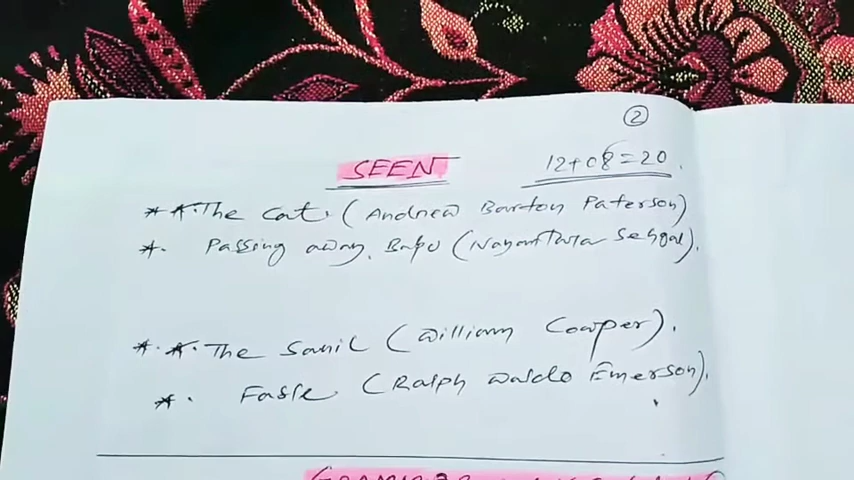 ②
SEEN 12+08=20.
** The Cat. (Andrew Barton Paterson)
*. Passing away. Bapu (Nayantara Sehgal).
*.*. The Snail (William Cowper).
*. Fable (Ralph Waldo Emerson).